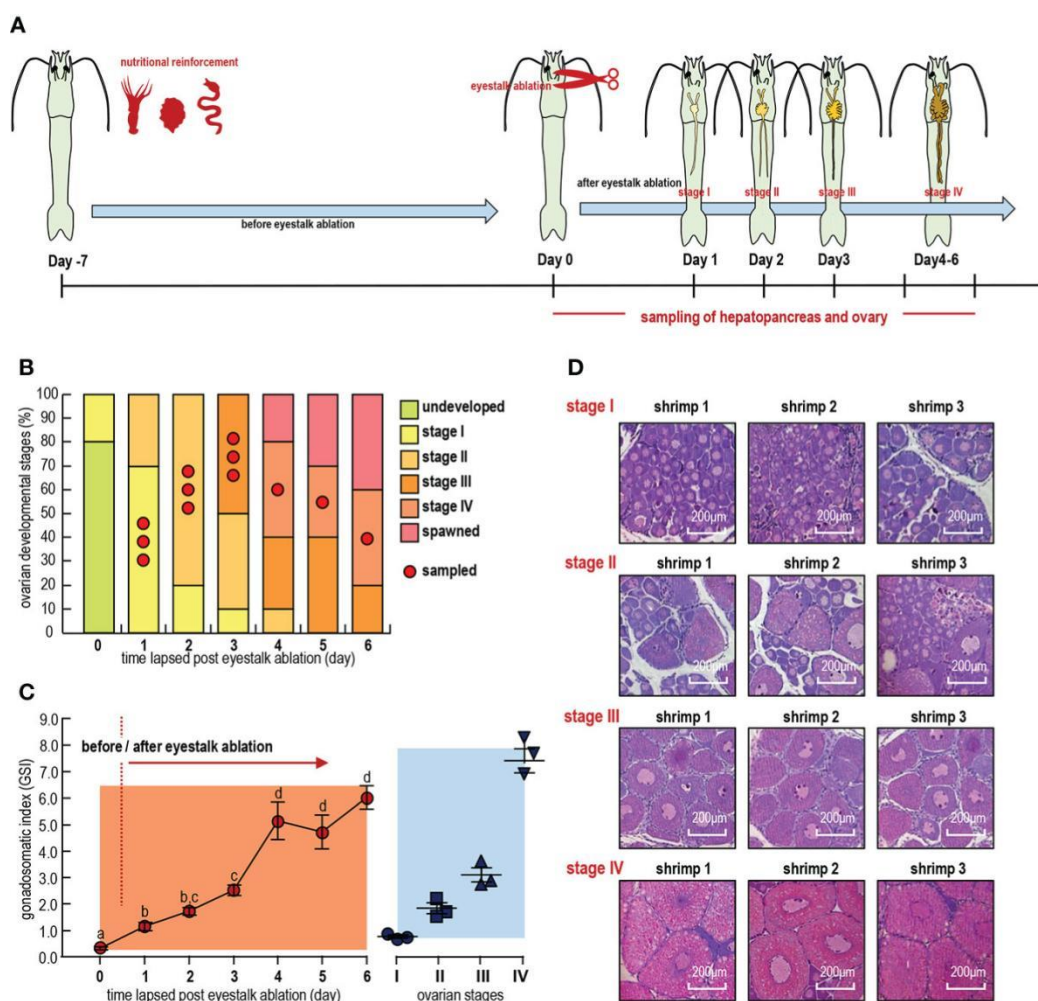 A
nutritional reinforcement
eyestalk ablation
before eyestalk ablation
after eyestalk ablation
stage I
stage II
stage III
stage IV
Day -7
Day 0
Day 1
Day 2
Day3
Day4-6
sampling of hepatopancreas and ovary
B
ovarian developmental stages (%)
100
90
80
70
60
50
40
30
20
10
0
0 1 2 3 4 5 6
time lapsed post eyestalk ablation (day)
undeveloped
stage I
stage II
stage III
stage IV
spawned
sampled
C
gonadosomatic index (GSI)
9.0
8.0
7.0
6.0
5.0
4.0
3.0
2.0
1.0
0.0
before / after eyestalk ablation
a
b
b,c
c
d
d
d
0 1 2 3 4 5 6
time lapsed post eyestalk ablation (day)
I II III IV
ovarian stages
D
stage I
shrimp 1 shrimp 2 shrimp 3
200μm 200μm 200μm
stage II
shrimp 1 shrimp 2 shrimp 3
200μm 200μm 200μm
stage III
shrimp 1 shrimp 2 shrimp 3
200μm 200μm 200μm
stage IV
shrimp 1 shrimp 2 shrimp 3
200μm 200μm 200μm